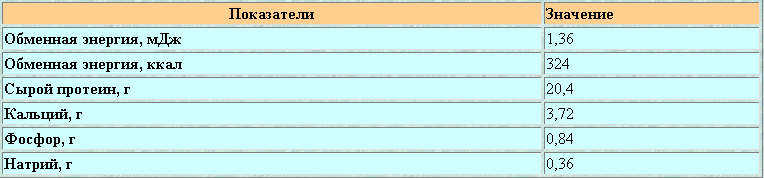 Показатели Значение
Обменная энергия, мДж 1,36
Обменная энергия, ккал 324
Сырой протеин, г 20,4
Кальций, г 3,72
Фосфор, г 0,84
Натрий, г 0,36